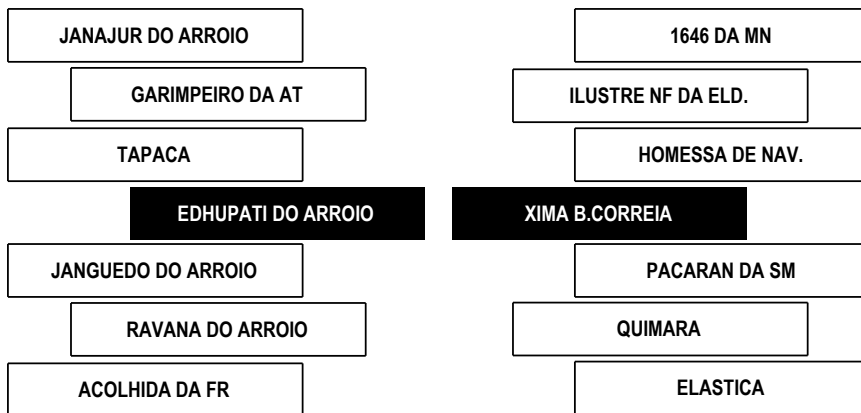 JANAJUR DO ARROIO
1646 DA MN
GARIMPEIRO DA AT
ILUSTRE NF DA ELD.
TAPACA
HOMESSA DE NAV.
EDHUPATI DO ARROIO
XIMA B.CORREIA
JANGUEDO DO ARROIO
PACARAN DA SM
RAVANA DO ARROIO
QUIMARA
ACOLHIDA DA FR
ELASTICA